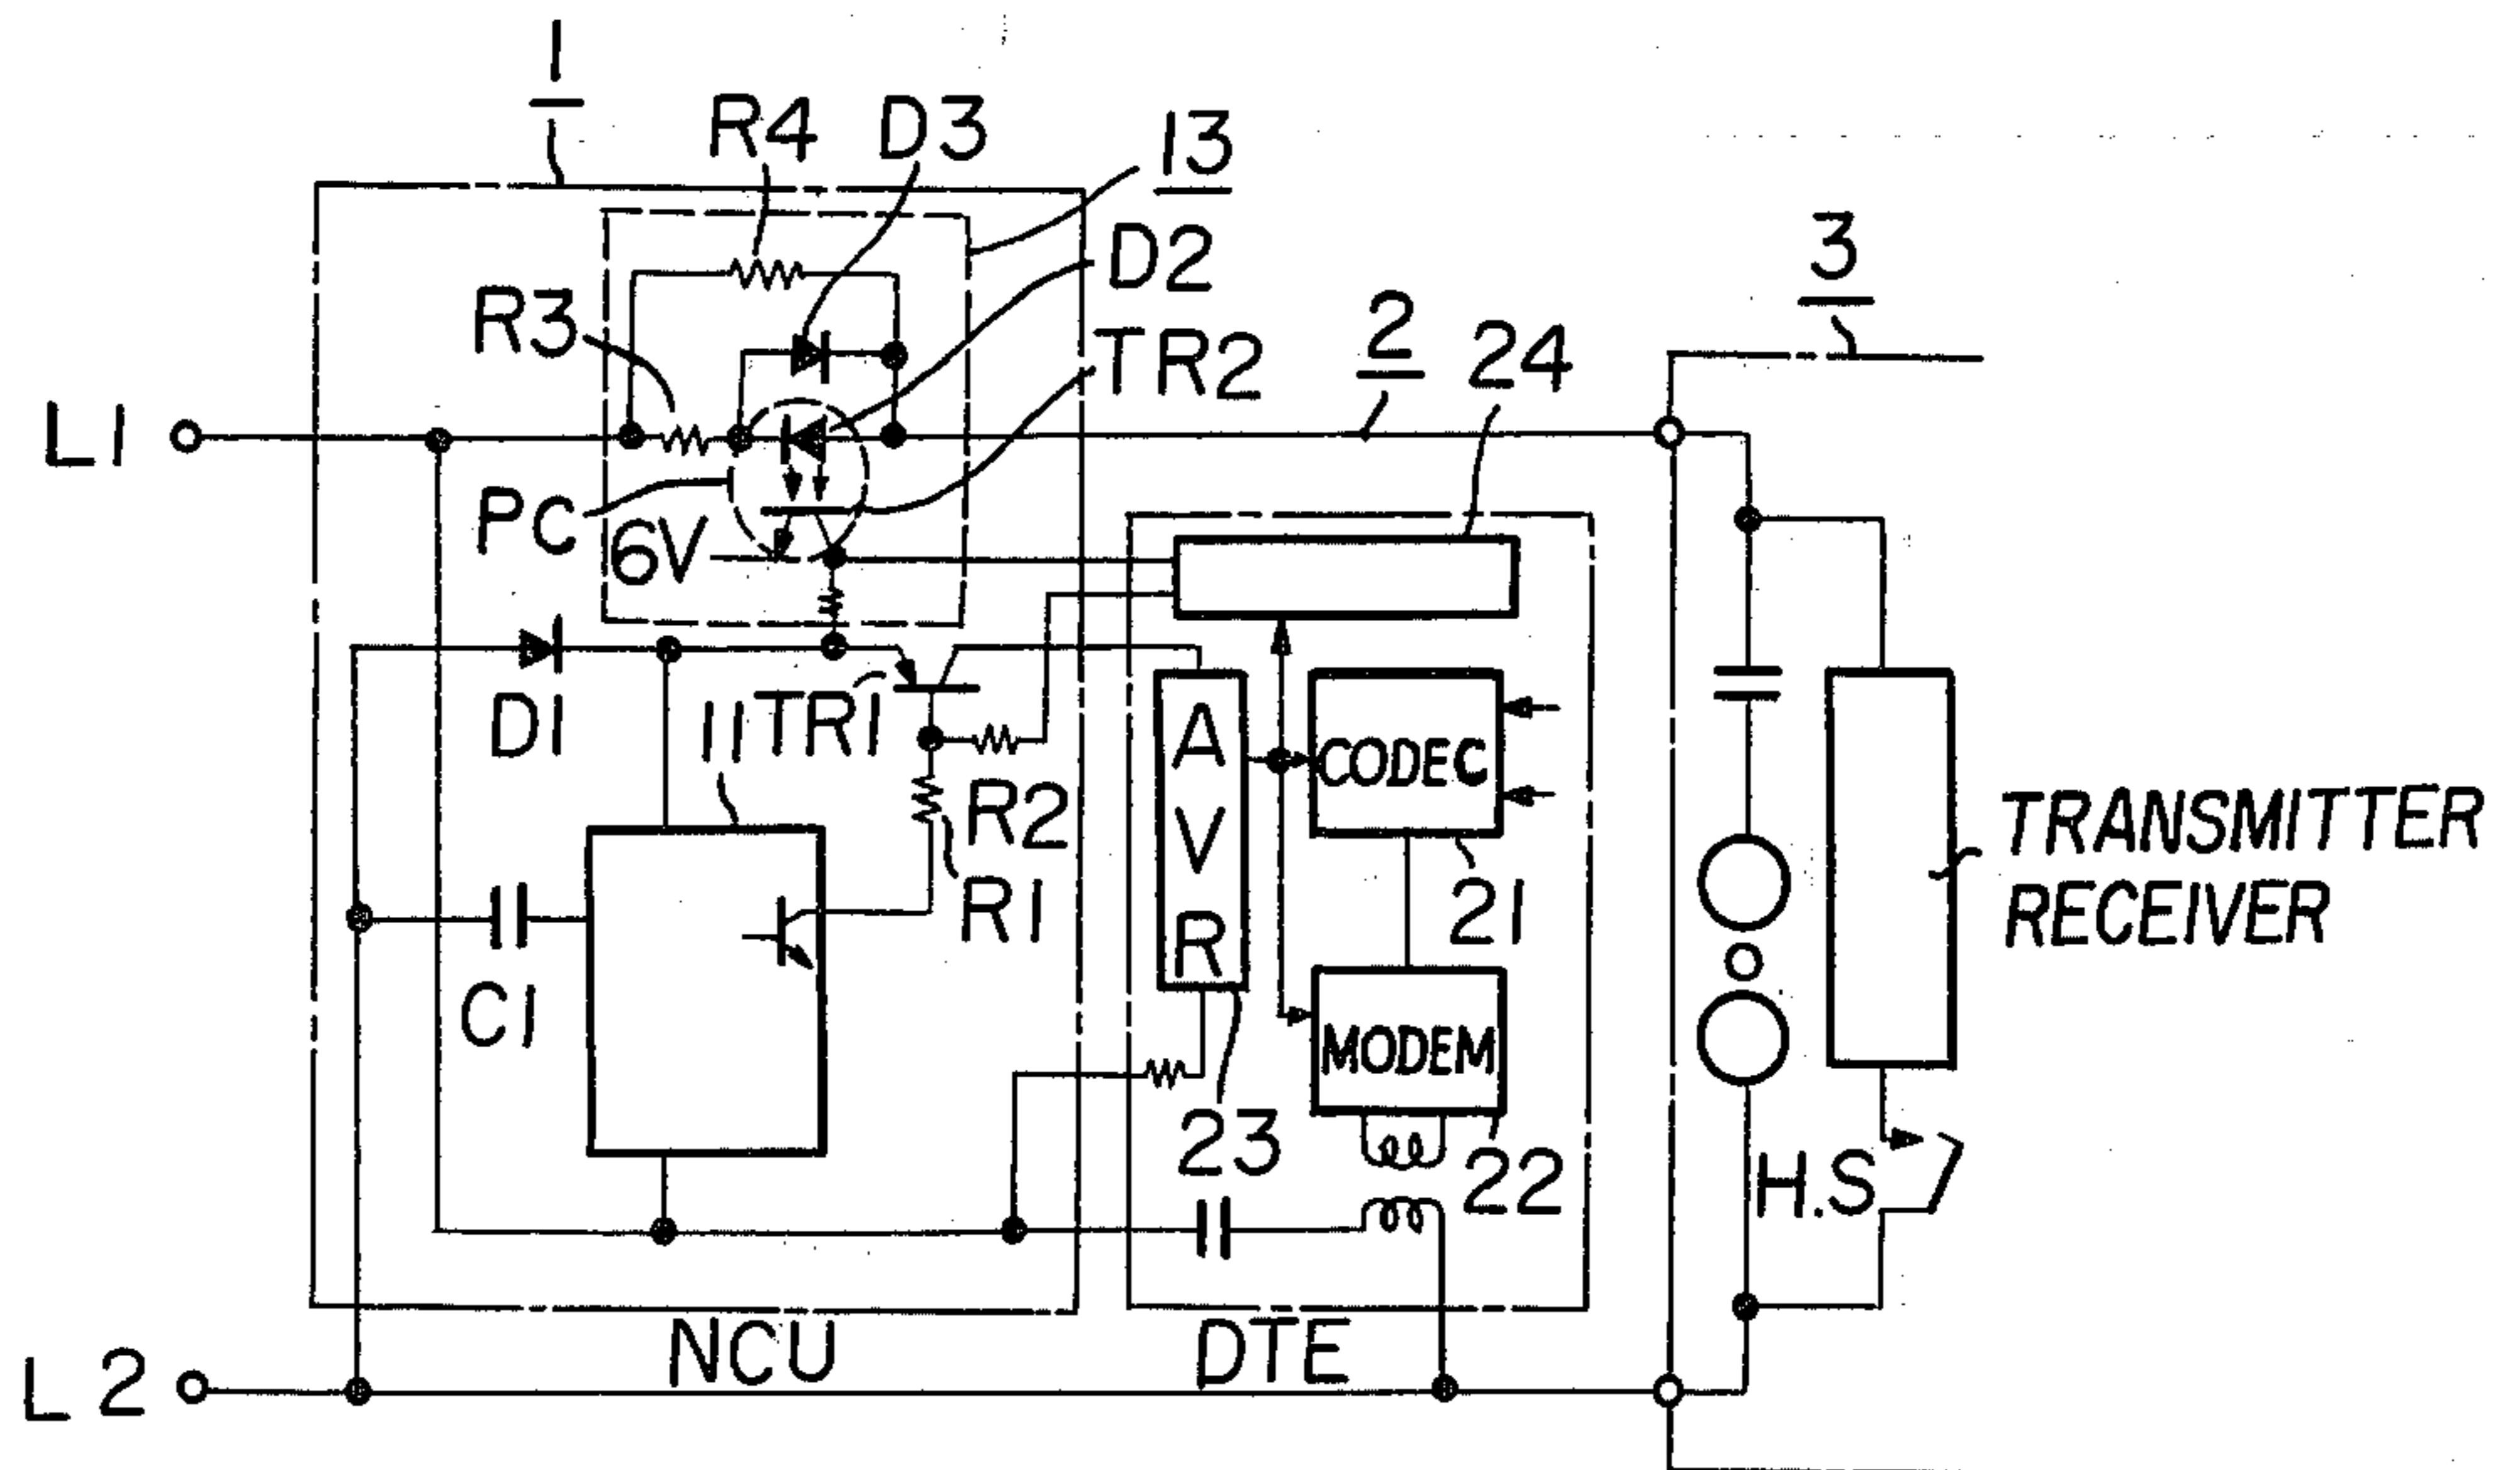 1
R4
D3
13
D2
3
R3
2
24
TR2
L1
PC
6V
D1
11
TR1
AVR
CODEC
R2
TRANSMITTER
RECEIVER
R1
21
C1
MODEM
23
22
H.S
NCU
DTE
L2